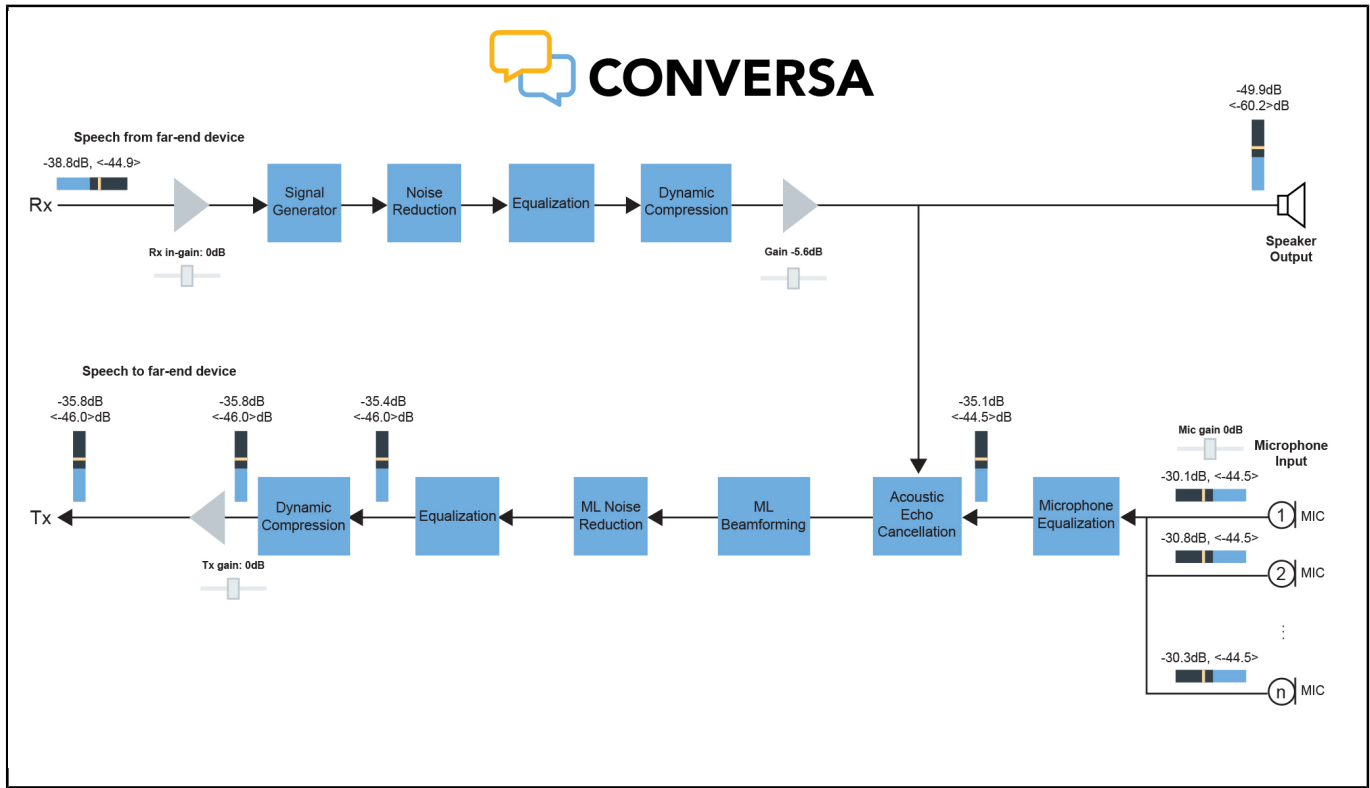 CONVERSA
-49.9dB
<-60.2>dB
Speech from far-end device
-38.8dB, <-44.9>
Rx
Signal
Generator
Noise
Reduction
Equalization
Dynamic
Compression
Rx in-gain: 0dB
Gain -5.6dB
Speaker
Output
Speech to far-end device
-35.8dB
<-46.0>dB
-35.8dB
<-46.0>dB
-35.4dB
<-46.0>dB
-35.1dB
<-44.5>dB
Mic gain 0dB
Microphone
Input
-30.1dB, <-44.5>
Tx
Dynamic
Compression
Equalization
ML Noise
Reduction
ML
Beamforming
Acoustic
Echo
Cancellation
Microphone
Equalization
1 MIC
-30.8dB, <-44.5>
2 MIC
Tx gain: 0dB
-30.3dB, <-44.5>
n MIC